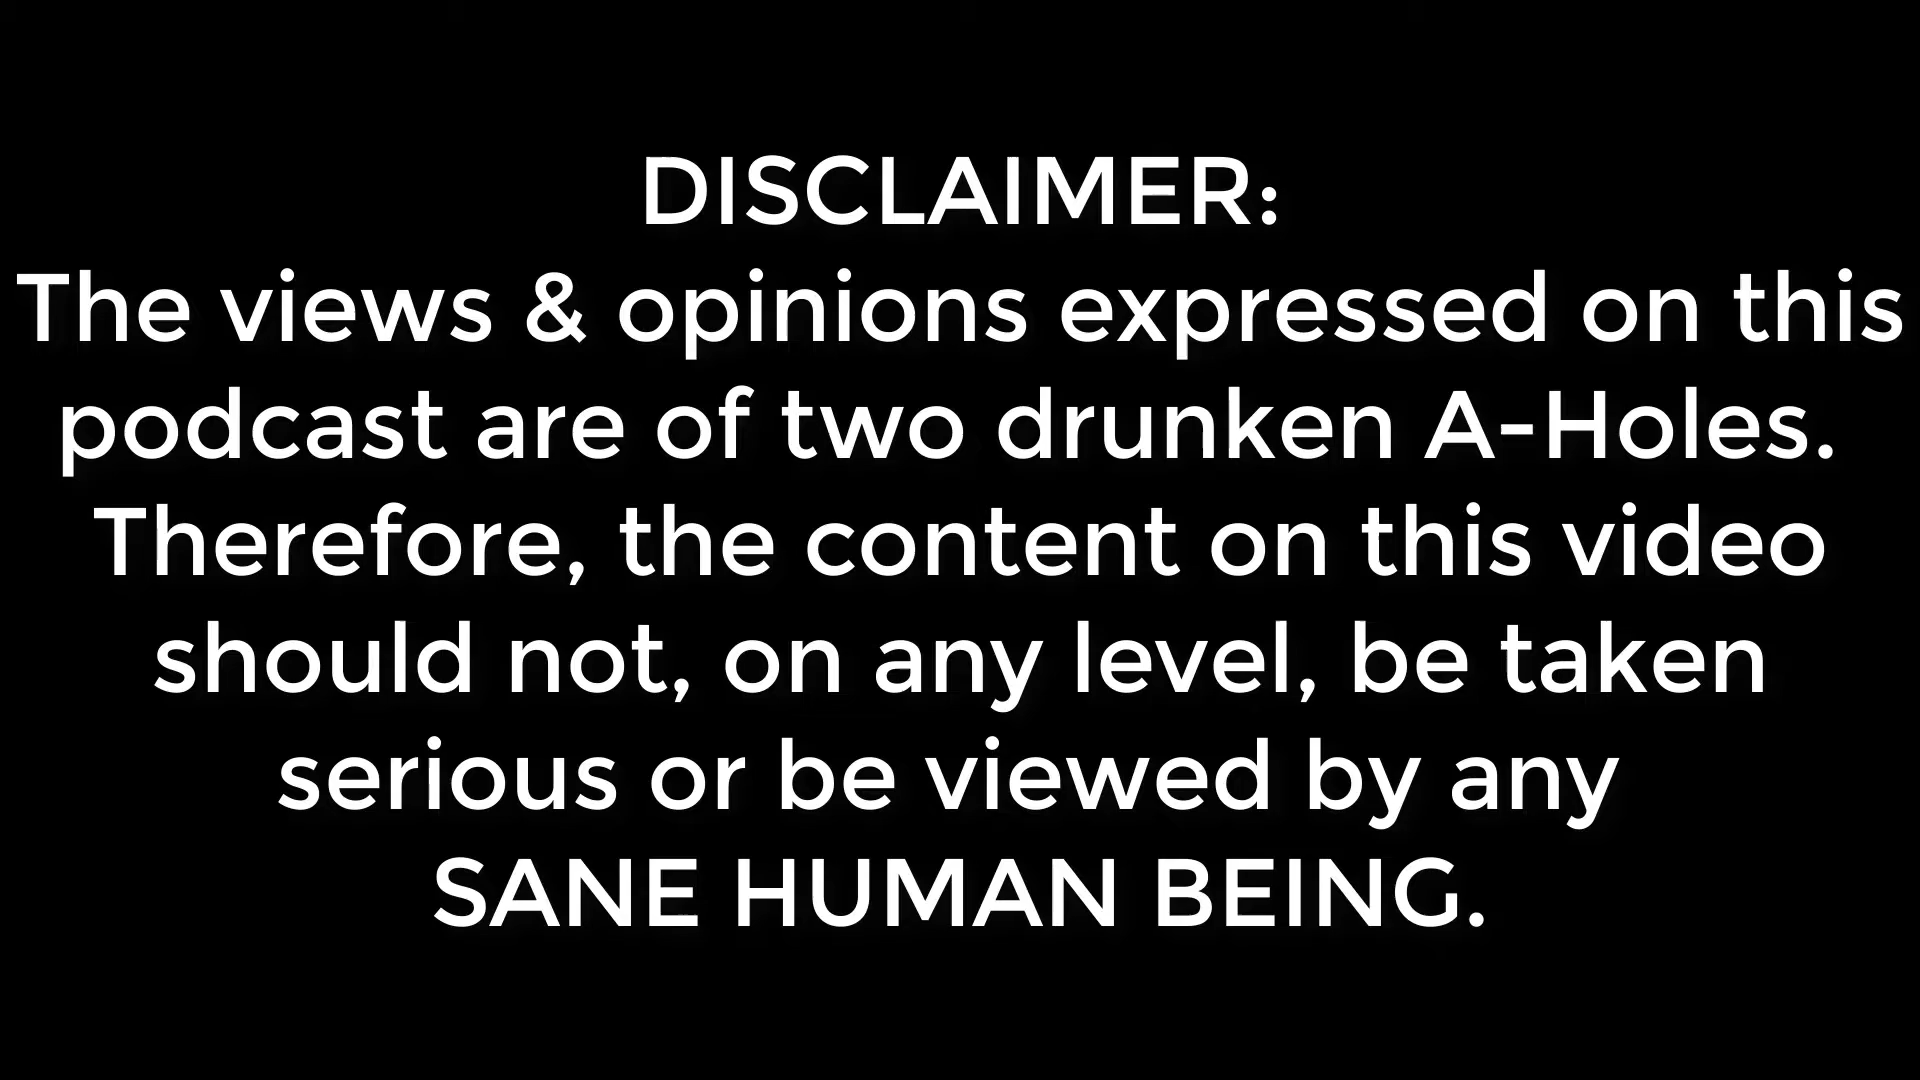 DISCLAIMER:
The views & opinions expressed on this
podcast are of two drunken A-Holes.
Therefore, the content on this video
should not, on any level, be taken
serious or be viewed by any
SANE HUMAN BEING.